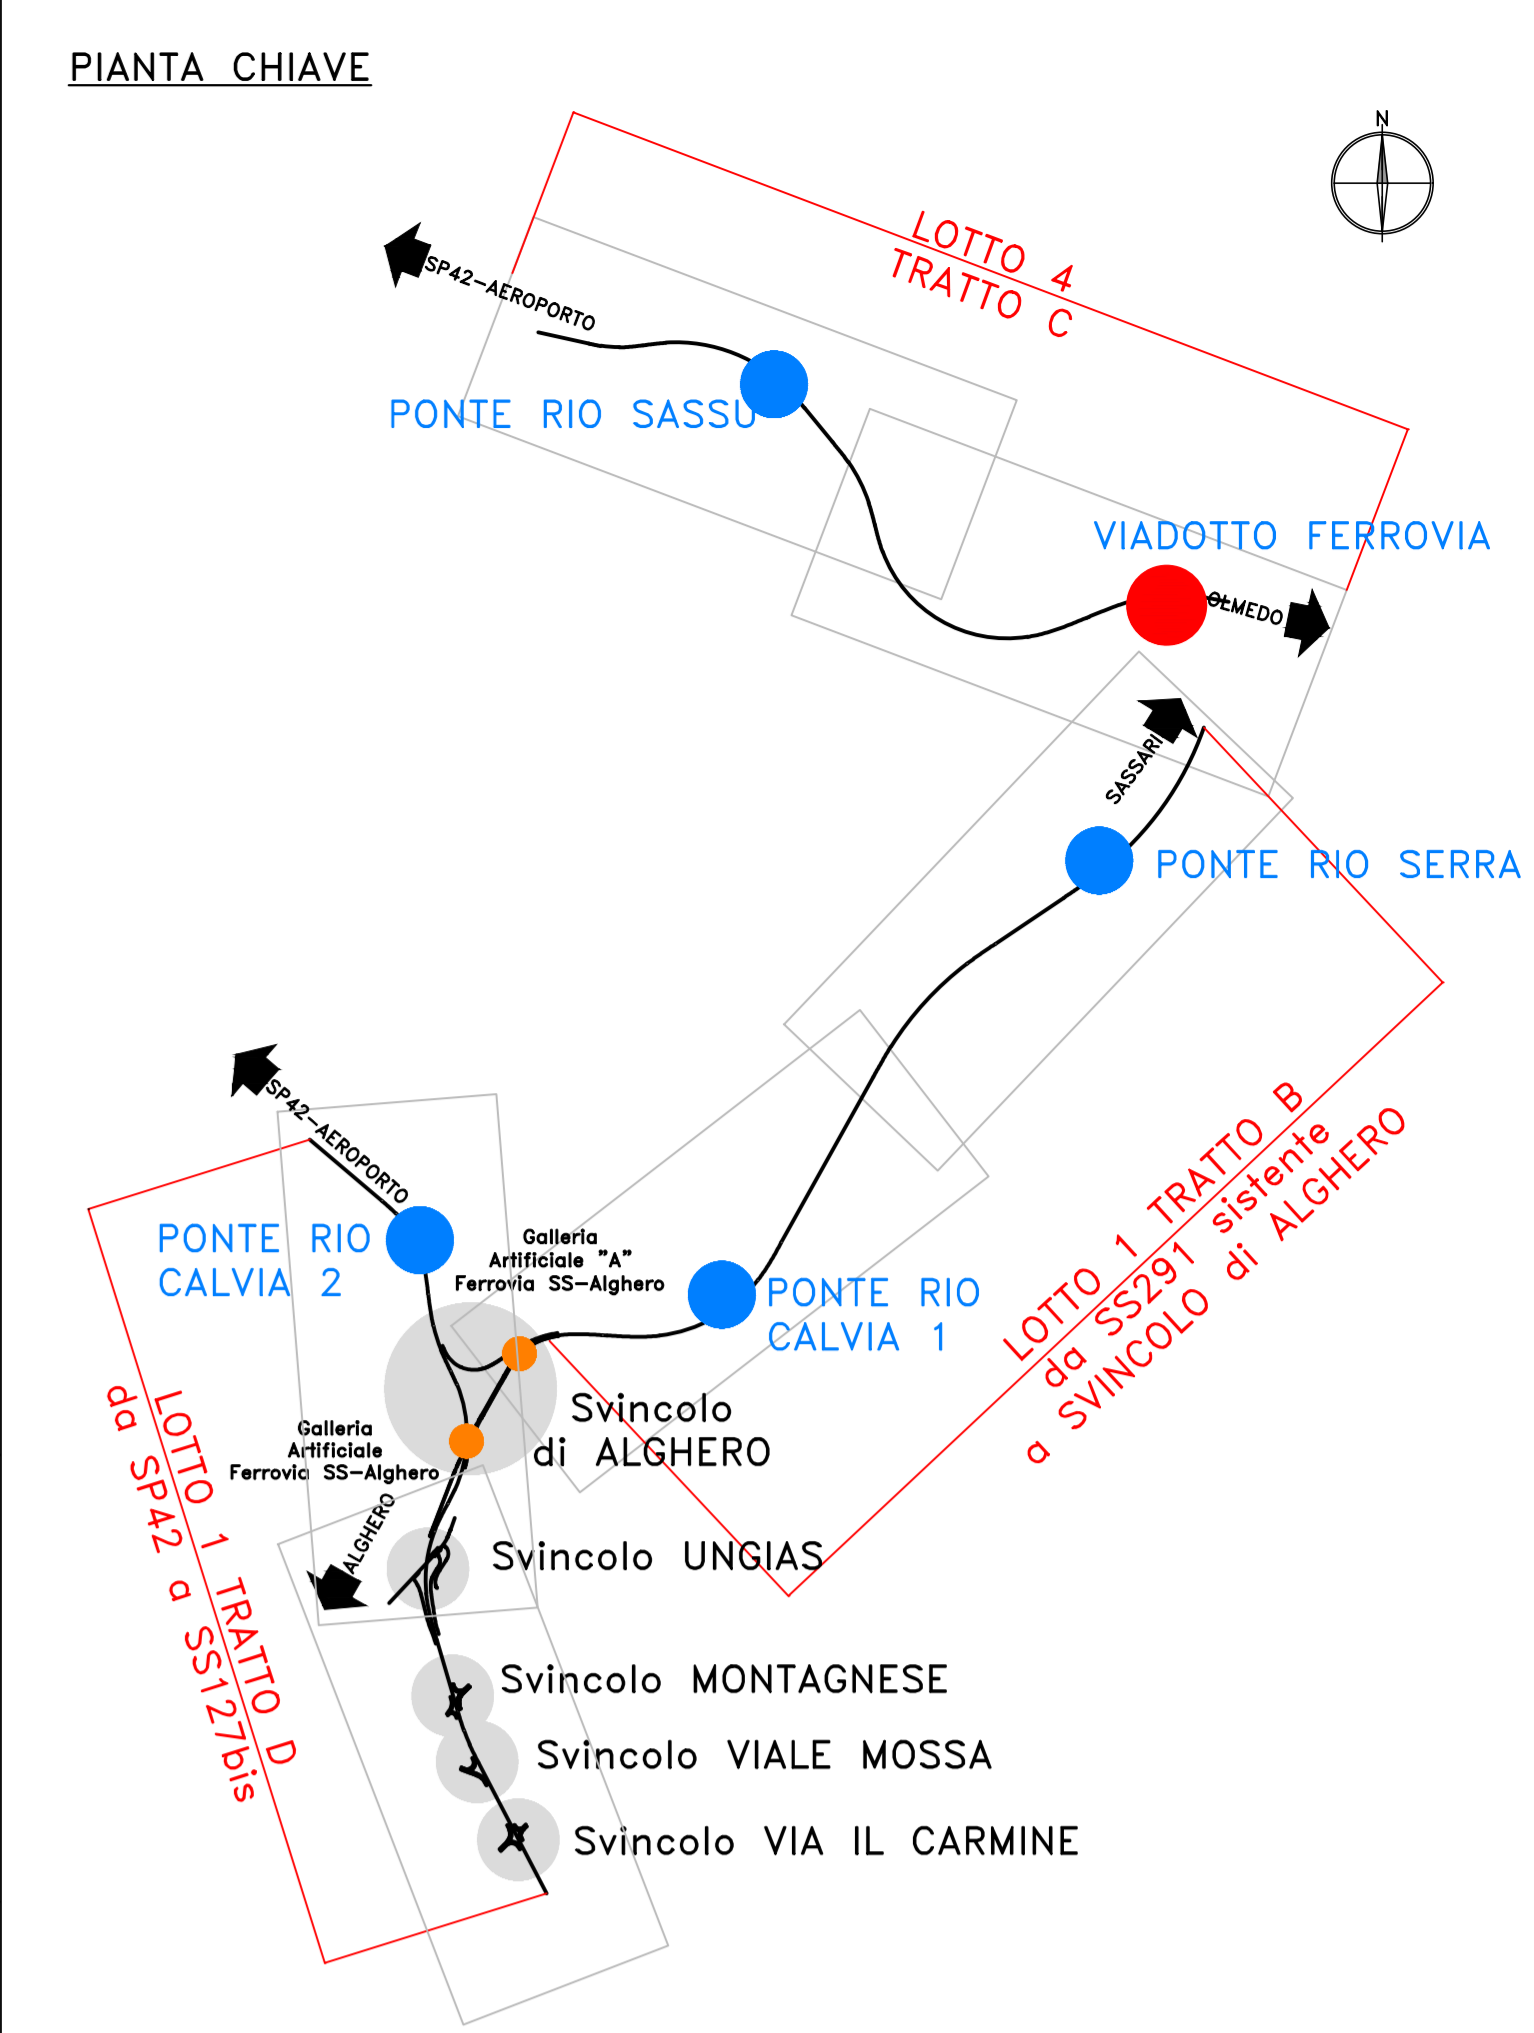 PIANTA CHIAVE
N
LOTTO 4
TRATTO C
SP42-AEROPORTO
PONTE RIO SASSU
VIADOTTO FERROVIA
OLMEDO
SASSARI
PONTE RIO SERRA
SP42-AEROPORTO
PONTE RIO
CALVIA 2
Galleria
Artificiale "A"
Ferrovia SS-Alghero
PONTE RIO
CALVIA 1
LOTTO 1 TRATTO B
da SS291 sistente
a SVINCOLO di ALGHERO
Svincolo
di ALGHERO
Galleria
Artificiale
Ferrovia SS-Alghero
ALGHERO
LOTTO 1 TRATTO D
da SP42 a SS127bis
Svincolo UNGIAS
Svincolo MONTAGNESE
Svincolo VIALE MOSSA
Svincolo VIA IL CARMINE